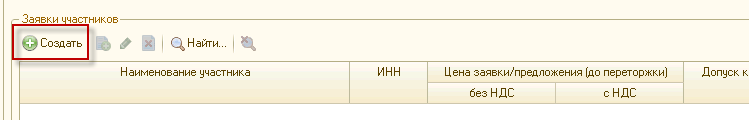 Заявки участников
Создать Найти...
Наименование участника ИНН Цена заявки/предложения (до переторжки) Допуск к
без НДС с НДС